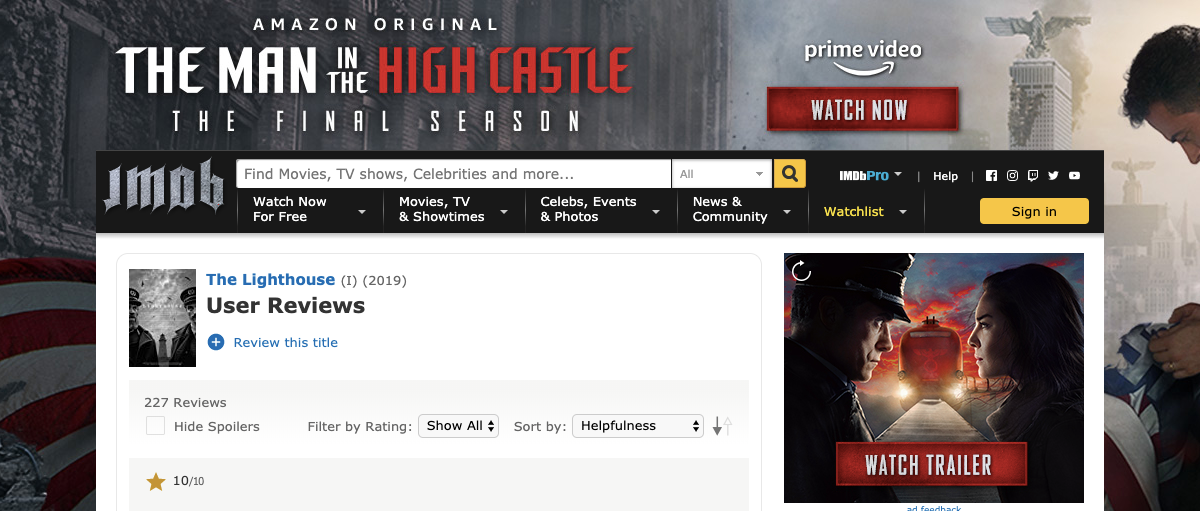 AMAZON ORIGINAL
THE MAN IN THE HIGH CASTLE
THE FINAL SEASON
prime video
WATCH NOW
IMDb
Find Movies, TV shows, Celebrities and more...
All
IMDbPro
|
Help
|
Watch Now
For Free
Movies, TV
& Showtimes
Celebs, Events
& Photos
News &
Community
Watchlist
Sign in
The Lighthouse (I) (2019)
User Reviews
Review this title
227 Reviews
Hide Spoilers
Filter by Rating: Show All
Sort by: Helpfulness
10/10
WATCH TRAILER
ad feedback